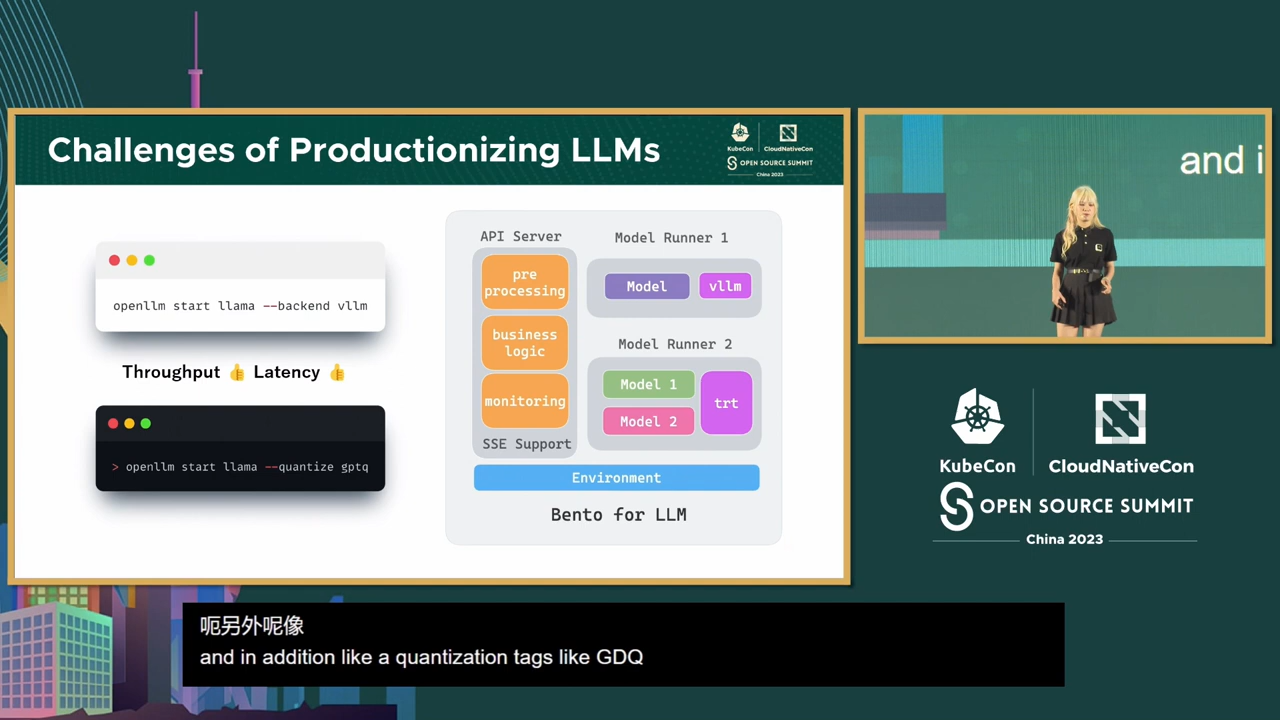 Challenges of Productionizing LLMs
KubeCon
CloudNativeCon
OPEN SOURCE SUMMIT
China 2023
openllm start llama --backend vllm
Throughput 👍 Latency 👍
> openllm start llama --quantize gptq
API Server
pre
processing
business
logic
monitoring
SSE Support
Model Runner 1
Model
vllm
Model Runner 2
Model 1
Model 2
trt
Environment
Bento for LLM
and i
KubeCon
CloudNativeCon
OPEN SOURCE SUMMIT
China 2023
呃另外呢像
and in addition like a quantization tags like GDQ